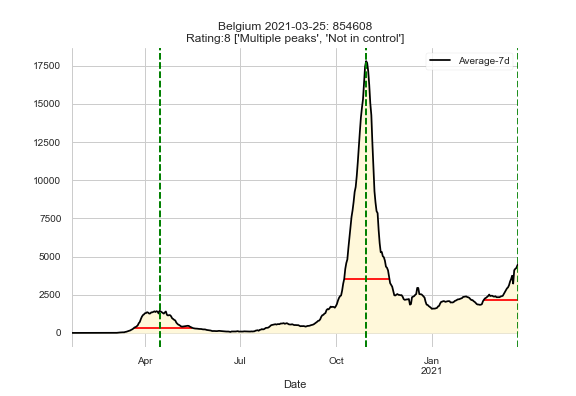 Belgium 2021-03-25: 854608
Rating:8 ['Multiple peaks', 'Not in control']
Average-7d
17500
15000
12500
10000
7500
5000
2500
0
Apr
Jul
Oct
Jan
2021
Date